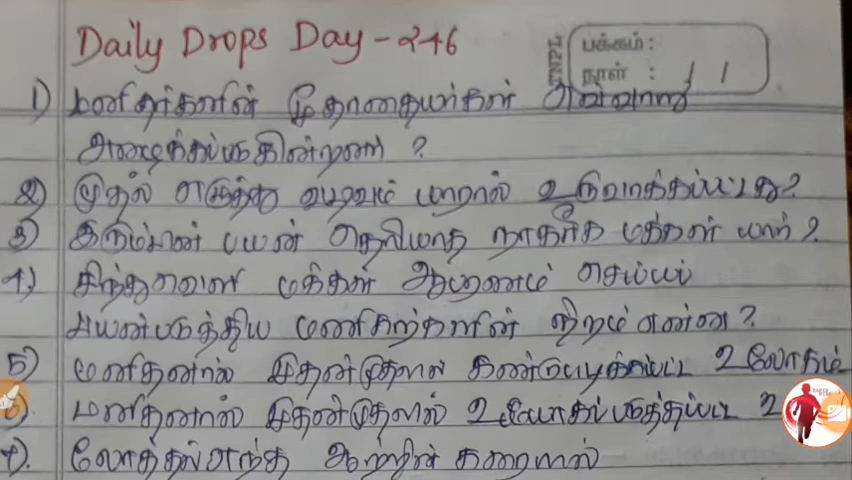 Daily Drops Day - 246
பக்கம் :
நாள் : / /
1) மனிதர்களின் மூதாதையர்கள் எவ்வாறு
அழைக்கப்படுகின்றனர் ?
2) முதல் எழுத்து வடிவம் யாரால் உருவாக்கப்பட்டது?
3) இரும்பின் பயன் தெரியாத நாகரீக மக்கள் யார் ?
4) சிந்துவெளி மக்கள் ஆபரணம் செய்யப்
பயன்படுத்திய மணிகற்களின் நிறம் என்ன?
5) மனிதனால் முதன்முதலில் கண்டுபிடிக்கப்பட்ட உலோகம்
6). மனிதனால் முதன்முதலில் உபயோகப்படுத்தப்பட்ட உ
7). லோத்தல் எந்த ஆற்றின் கரையில்